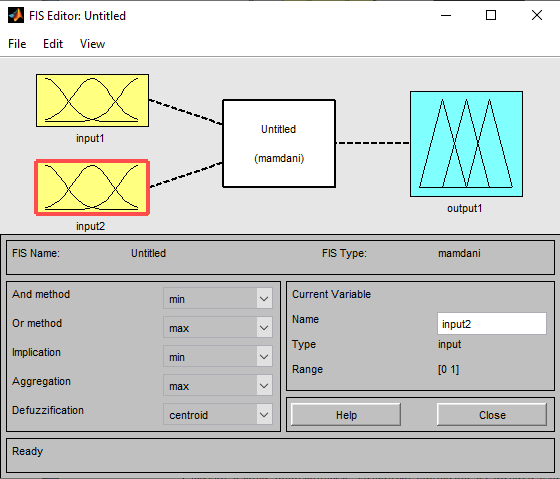 FIS Editor: Untitled
File Edit View
input1
Untitled
(mamdani)
output1
input2
FIS Name: Untitled FIS Type: mamdani
And method min
Or method max
Implication min
Aggregation max
Defuzzification centroid
Current Variable
Name input2
Type input
Range [0 1]
Help Close
Ready